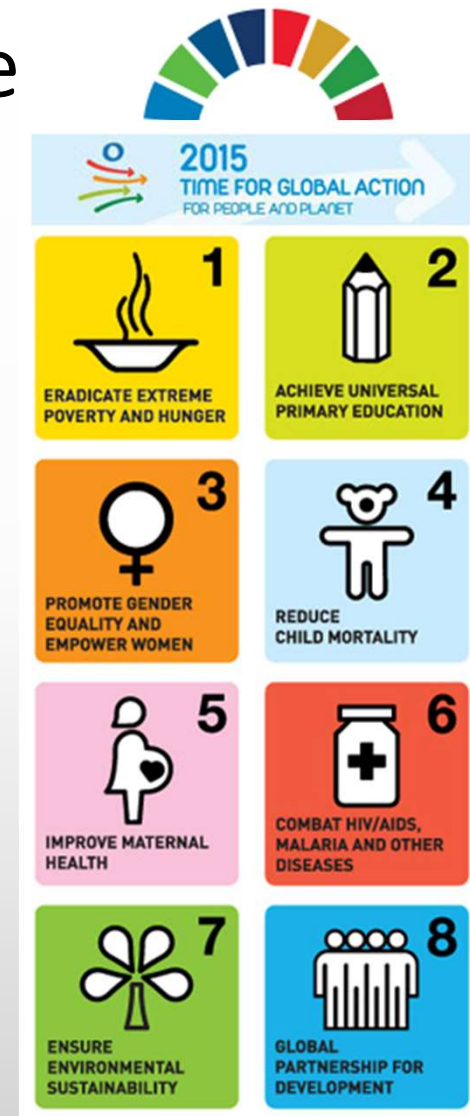 e
2015
TIME FOR GLOBAL ACTION
FOR PEOPLE AND PLANET
1
ERADICATE EXTREME
POVERTY AND HUNGER
2
ACHIEVE UNIVERSAL
PRIMARY EDUCATION
3
PROMOTE GENDER
EQUALITY AND
EMPOWER WOMEN
4
REDUCE
CHILD MORTALITY
5
IMPROVE MATERNAL
HEALTH
6
COMBAT HIV/AIDS,
MALARIA AND OTHER
DISEASES
7
ENSURE
ENVIRONMENTAL
SUSTAINABILITY
8
GLOBAL
PARTNERSHIP FOR
DEVELOPMENT